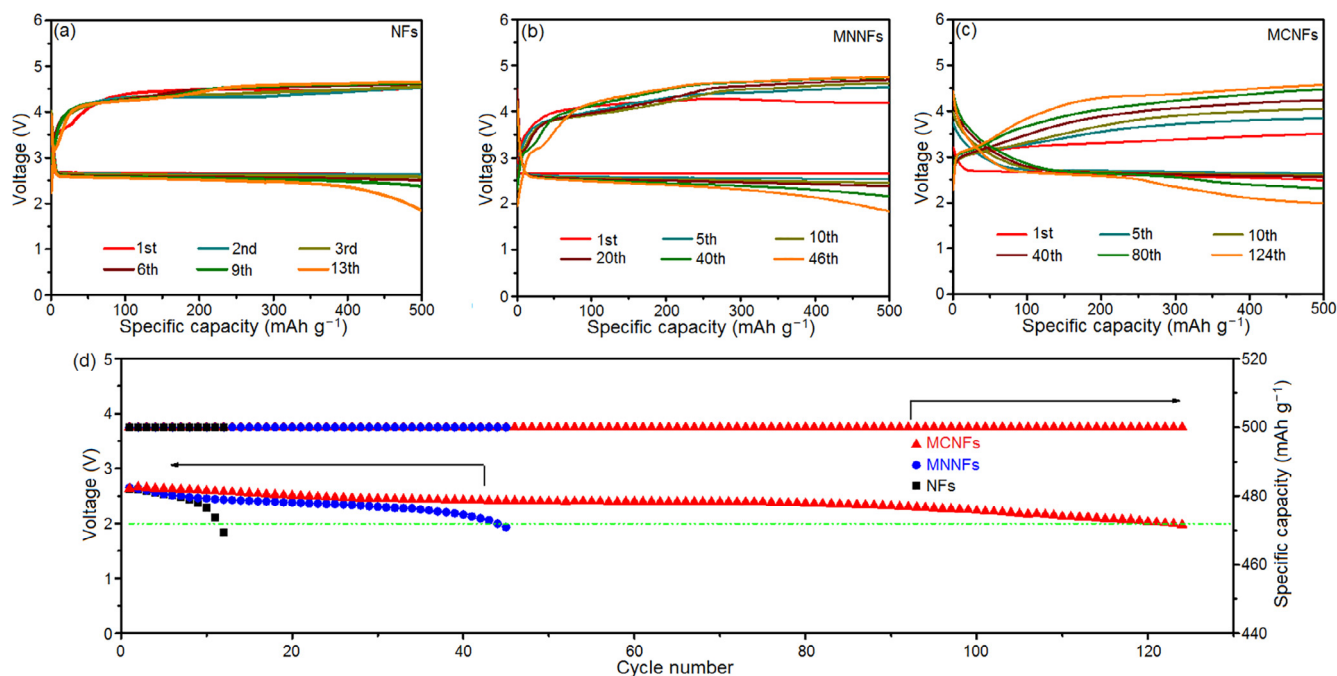 (a) NFs
6
5
4
3
2
1
0
Voltage (V)
1st 2nd 3rd
6th 9th 13th
0 100 200 300 400 500
Specific capacity (mAh g⁻¹)
(b) MNNFs
6
5
4
3
2
1
0
Voltage (V)
1st 5th 10th
20th 40th 46th
0 100 200 300 400 500
Specific capacity (mAh g⁻¹)
(c) MCNFs
6
5
4
3
2
1
0
Voltage (V)
1st 5th 10th
40th 80th 124th
0 100 200 300 400 500
Specific capacity (mAh g⁻¹)
(d)
5
4
3
2
1
0
Voltage (V)
MCNFs
MNNFs
NFs
520
500
480
460
440
Specific capacity (mAh g⁻¹)
0 20 40 60 80 100 120
Cycle number